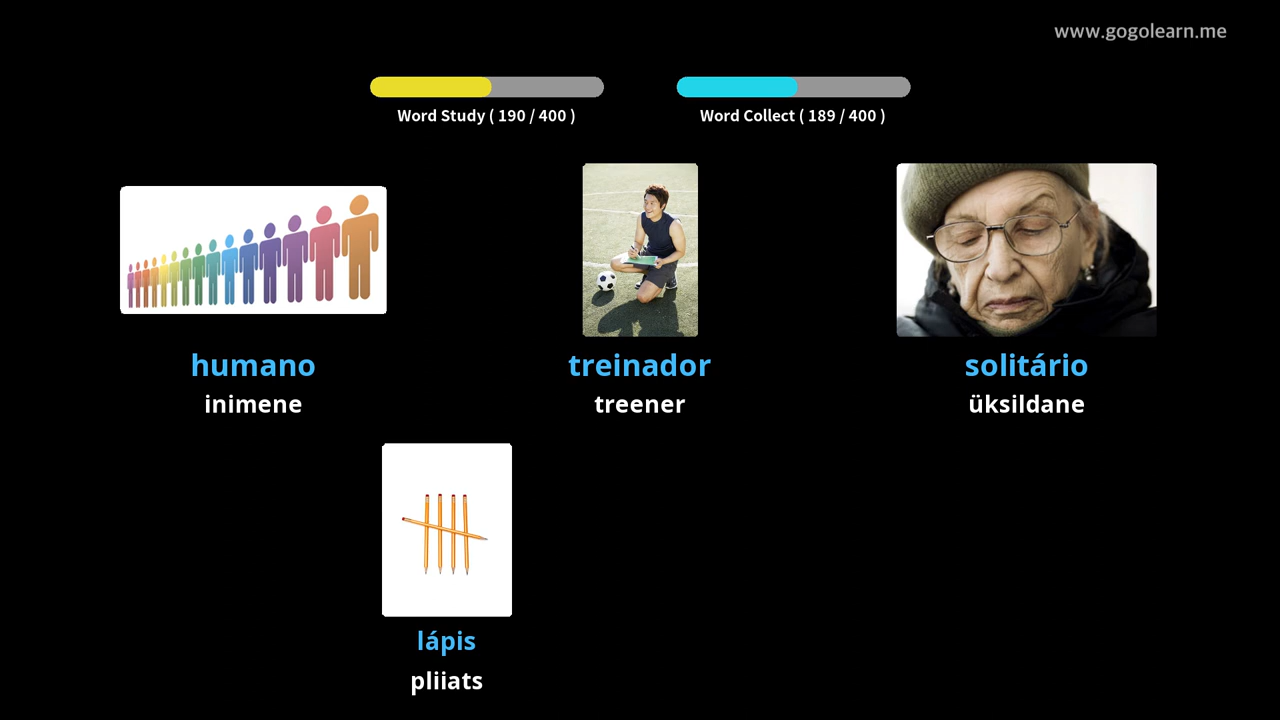 www.gogolearn.me
Word Study ( 190 / 400 )
Word Collect ( 189 / 400 )
humano
inimene
treinador
treener
solitário
üksildane
lápis
pliiats